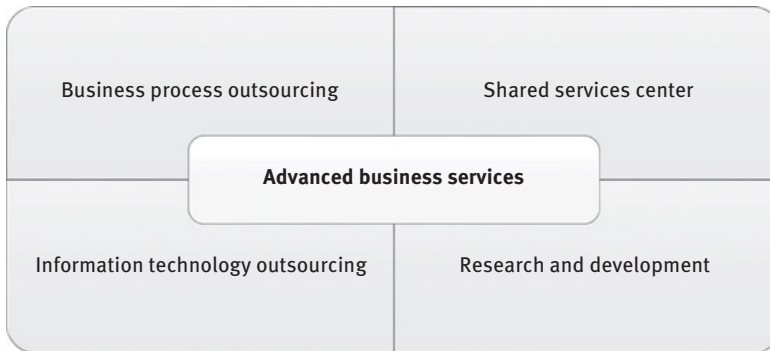 Business process outsourcing
Shared services center
Advanced business services
Information technology outsourcing
Research and development